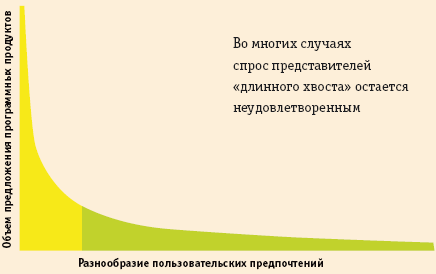 Объем предложения программных продуктов
Во многих случаях
спрос представителей
«длинного хвоста» остается
неудовлетворенным
Разнообразие пользовательских предпочтений